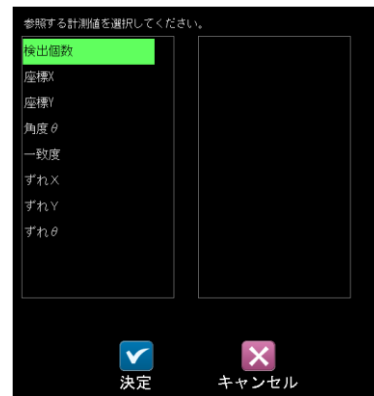 参照する計測値を選択してください。
検出個数
座標X
座標Y
角度θ
一致度
ずれX
ずれY
ずれθ
決定
キャンセル